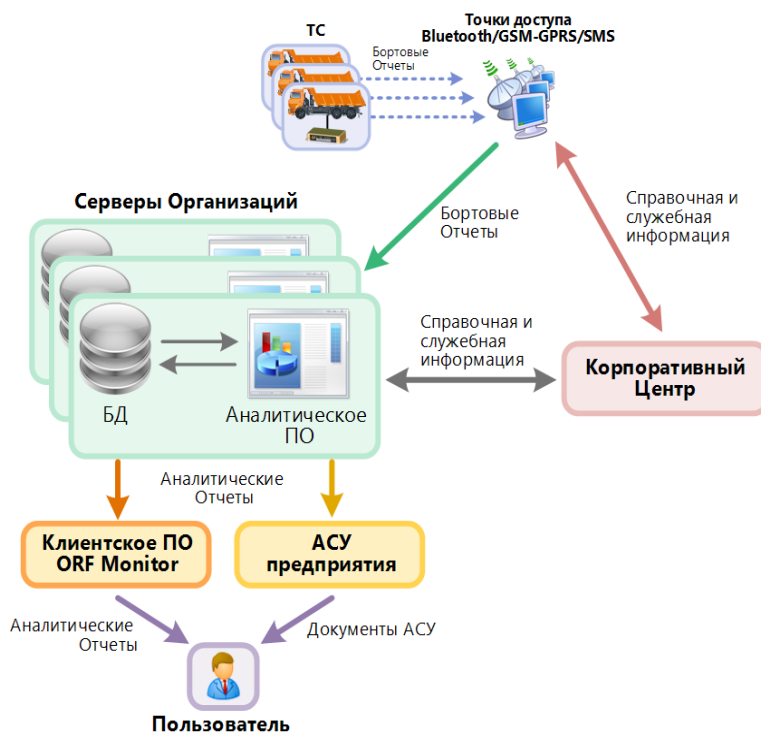 ТС
Точки доступа
Bluetooth/GSM-GPRS/SMS
Бортовые
Отчеты
Серверы Организаций
Бортовые
Отчеты
Справочная и
служебная
информация
Справочная и
служебная
информация
Корпоративный
Центр
БД
Аналитическое
ПО
Аналитические
Отчеты
Клиентское ПО
ORF Monitor
АСУ
предприятия
Аналитические
Отчеты
Документы АСУ
Пользователь